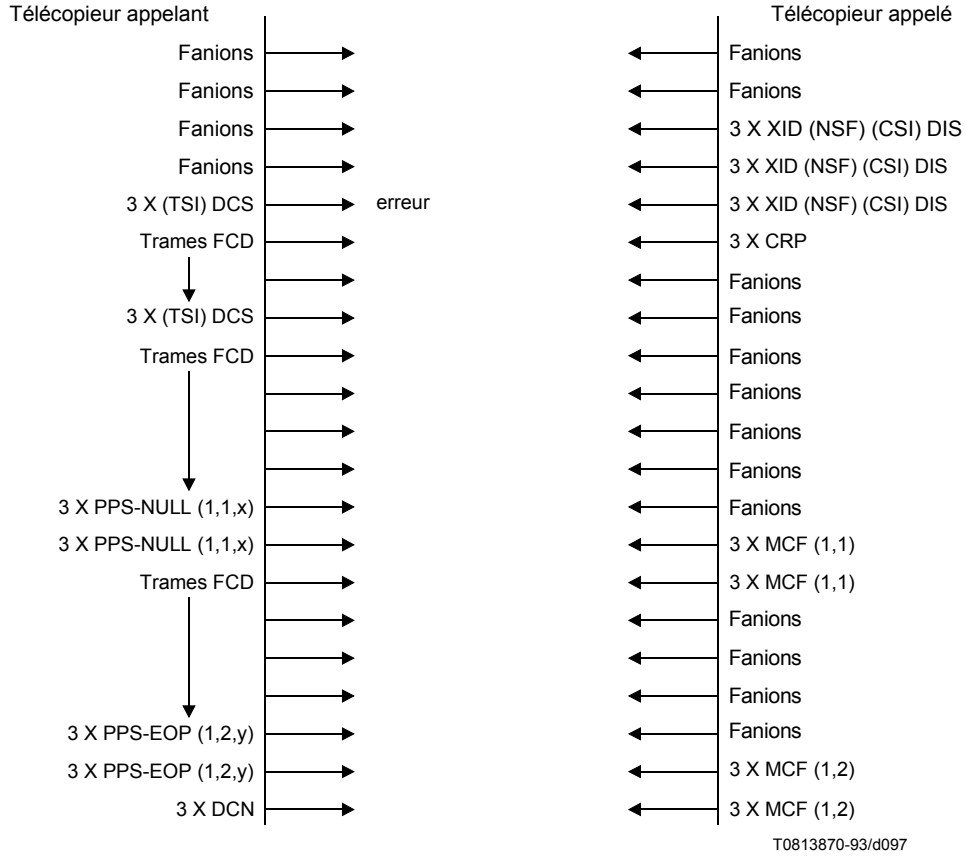 Télécopieur appelant Télécopieur appelé
Fanions Fanions
Fanions Fanions
Fanions 3 X XID (NSF) (CSI) DIS
Fanions 3 X XID (NSF) (CSI) DIS
3 X (TSI) DCS erreur 3 X XID (NSF) (CSI) DIS
Trames FCD 3 X CRP
Fanions
3 X (TSI) DCS Fanions
Trames FCD Fanions
Fanions
Fanions
Fanions
3 X PPS-NULL (1,1,x) Fanions
3 X PPS-NULL (1,1,x) 3 X MCF (1,1)
Trames FCD 3 X MCF (1,1)
Fanions
Fanions
Fanions
3 X PPS-EOP (1,2,y) Fanions
3 X PPS-EOP (1,2,y) 3 X MCF (1,2)
3 X DCN 3 X MCF (1,2)
T0813870-93/d097